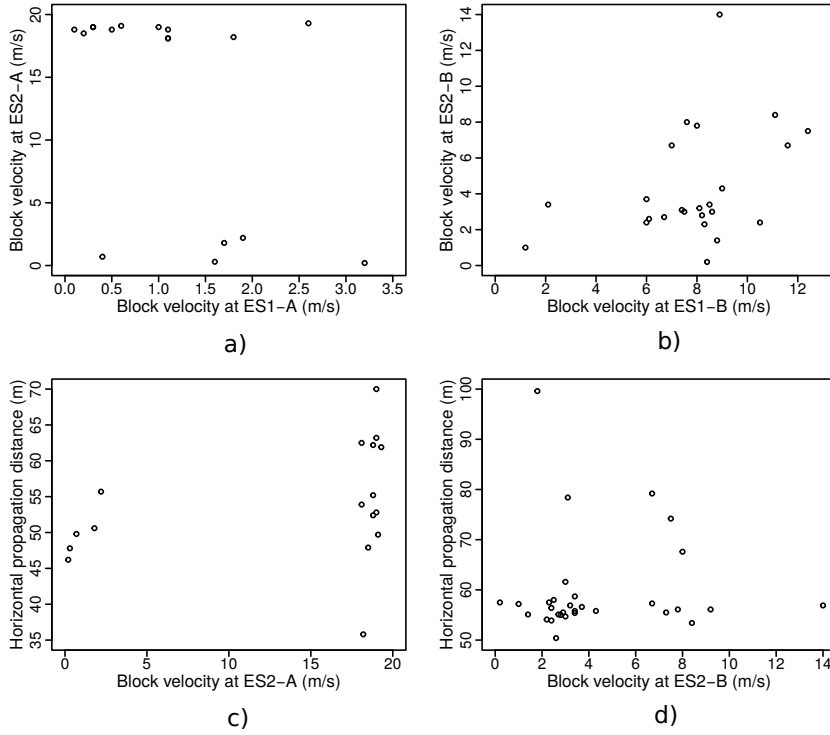 Block velocity at ES2−A (m/s)
0 5 10 15 20
0.0 0.5 1.0 1.5 2.0 2.5 3.0 3.5
Block velocity at ES1−A (m/s)
a)
Block velocity at ES2−B (m/s)
0 2 4 6 8 10 12 14
2 4 6 8 10 12
Block velocity at ES1−B (m/s)
b)
Horizontal propagation distance (m)
35 40 45 50 55 60 65 70
0 5 10 15 20
Block velocity at ES2−A (m/s)
c)
Horizontal propagation distance (m)
50 60 70 80 90 100
0 2 4 6 8 10 12 14
Block velocity at ES2−B (m/s)
d)